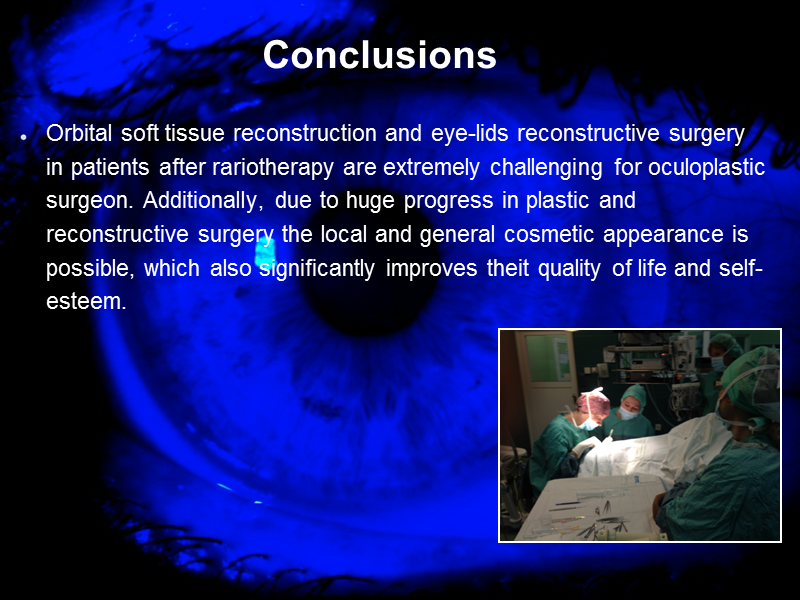 Conclusions
• Orbital soft tissue reconstruction and eye-lids reconstructive surgery
in patients after rariotherapy are extremely challenging for oculoplastic
surgeon. Additionally, due to huge progress in plastic and
reconstructive surgery the local and general cosmetic appearance is
possible, which also significantly improves theit quality of life and self-
esteem.